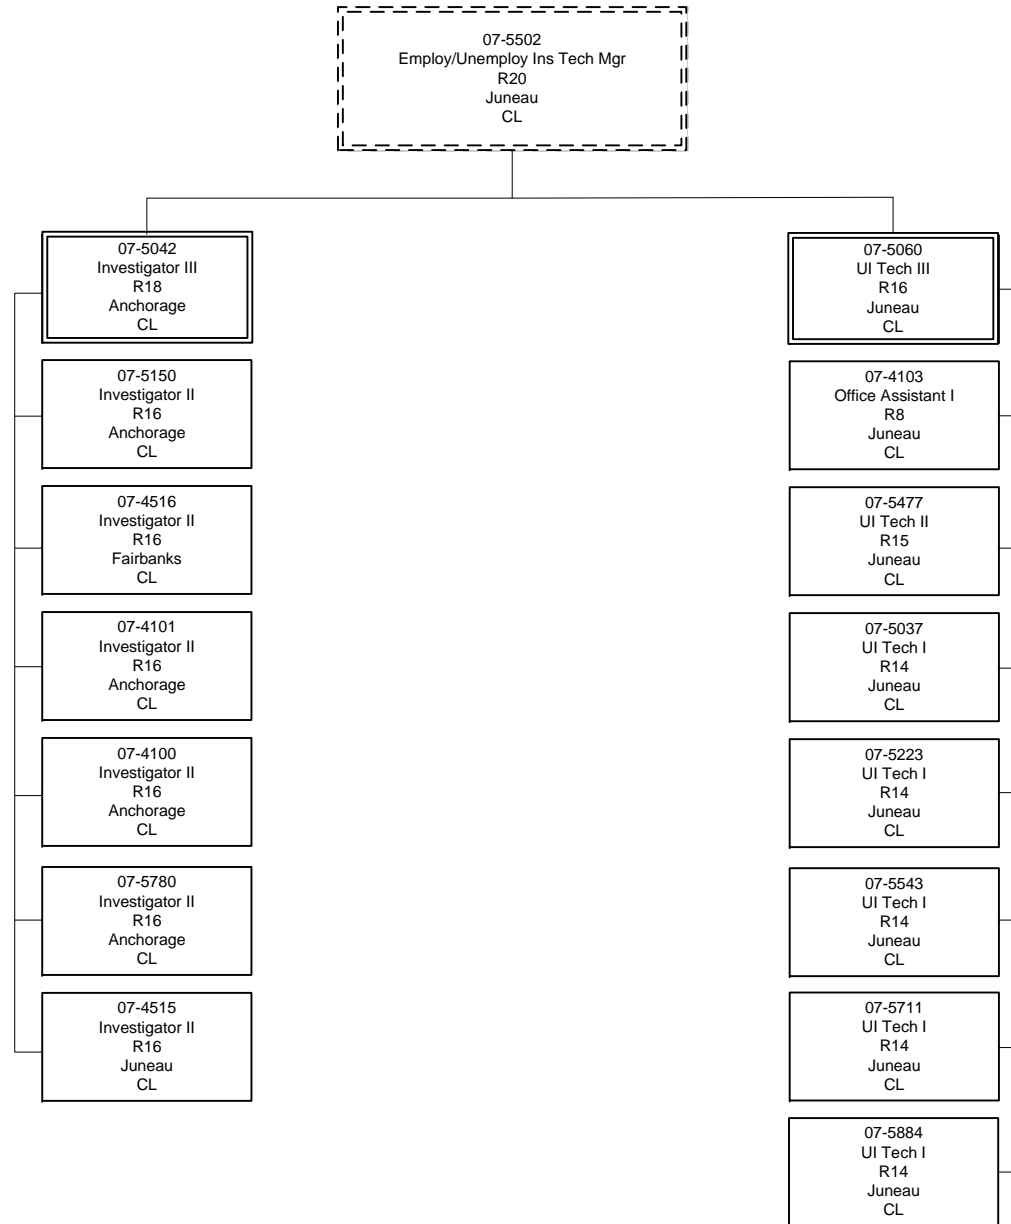 07-5502
Employ/Unemploy Ins Tech Mgr
R20
Juneau
CL
07-5042
Investigator III
R18
Anchorage
CL
07-5150
Investigator II
R16
Anchorage
CL
07-4516
Investigator II
R16
Fairbanks
CL
07-4101
Investigator II
R16
Anchorage
CL
07-4100
Investigator II
R16
Anchorage
CL
07-5780
Investigator II
R16
Anchorage
CL
07-4515
Investigator II
R16
Juneau
CL
07-5060
UI Tech III
R16
Juneau
CL
07-4103
Office Assistant I
R8
Juneau
CL
07-5477
UI Tech II
R15
Juneau
CL
07-5037
UI Tech I
R14
Juneau
CL
07-5223
UI Tech I
R14
Juneau
CL
07-5543
UI Tech I
R14
Juneau
CL
07-5711
UI Tech I
R14
Juneau
CL
07-5884
UI Tech I
R14
Juneau
CL